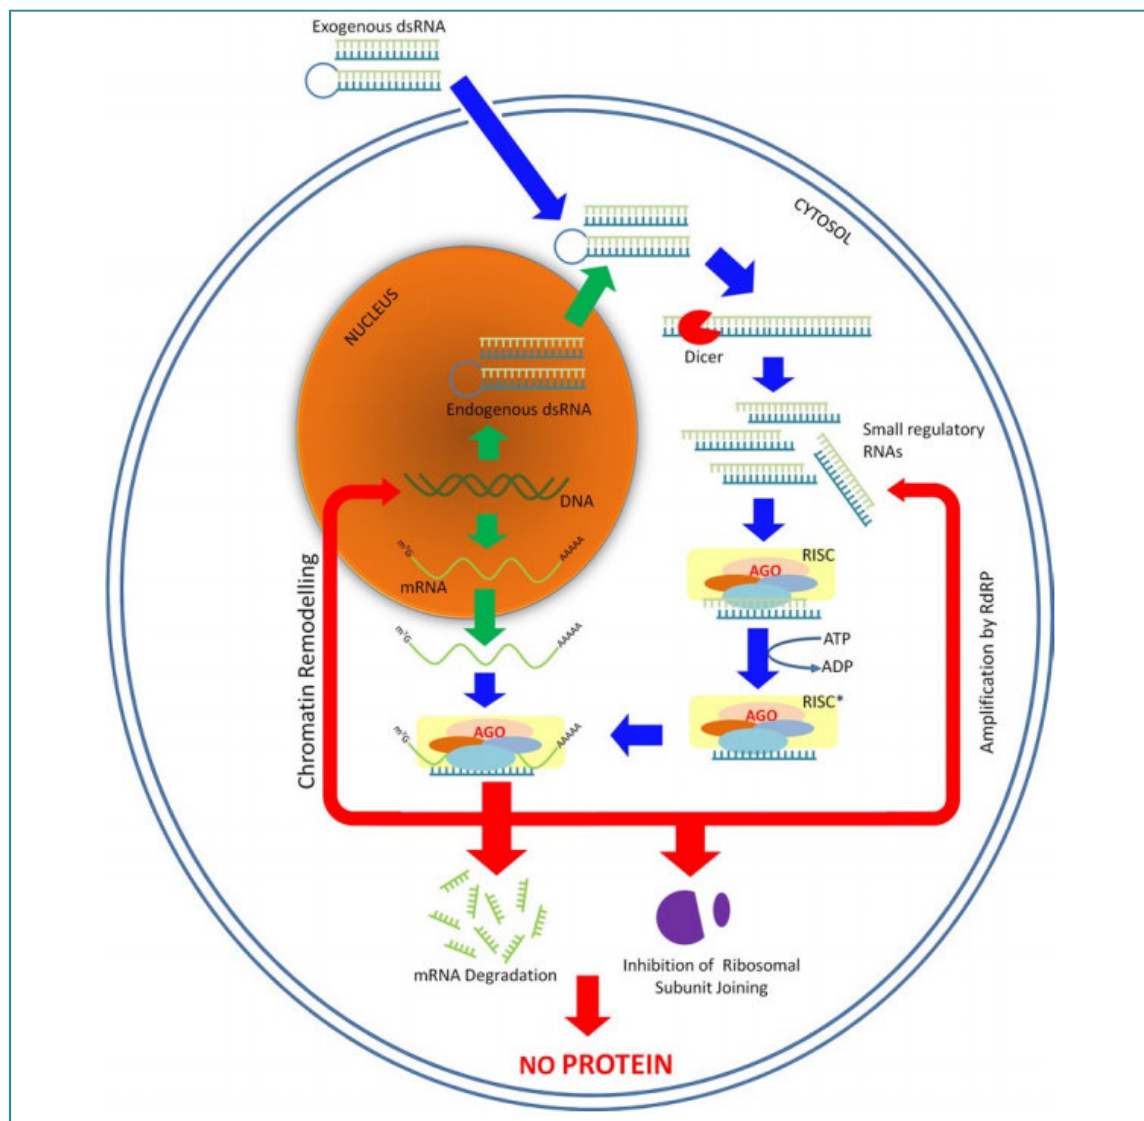 Exogenous dsRNA
CYTOSOL
NUCLEUS
Dicer
Endogenous dsRNA
Small regulatory
RNAs
DNA
m⁷G
AAAAA
mRNA
RISC
AGO
m⁷G
AAAAA
ATP
ADP
RISC*
AGO
m⁷G
AGO
AAAAA
Chromatin Remodelling
Amplification by RdRP
mRNA Degradation
Inhibition of Ribosomal
Subunit Joining
NO PROTEIN